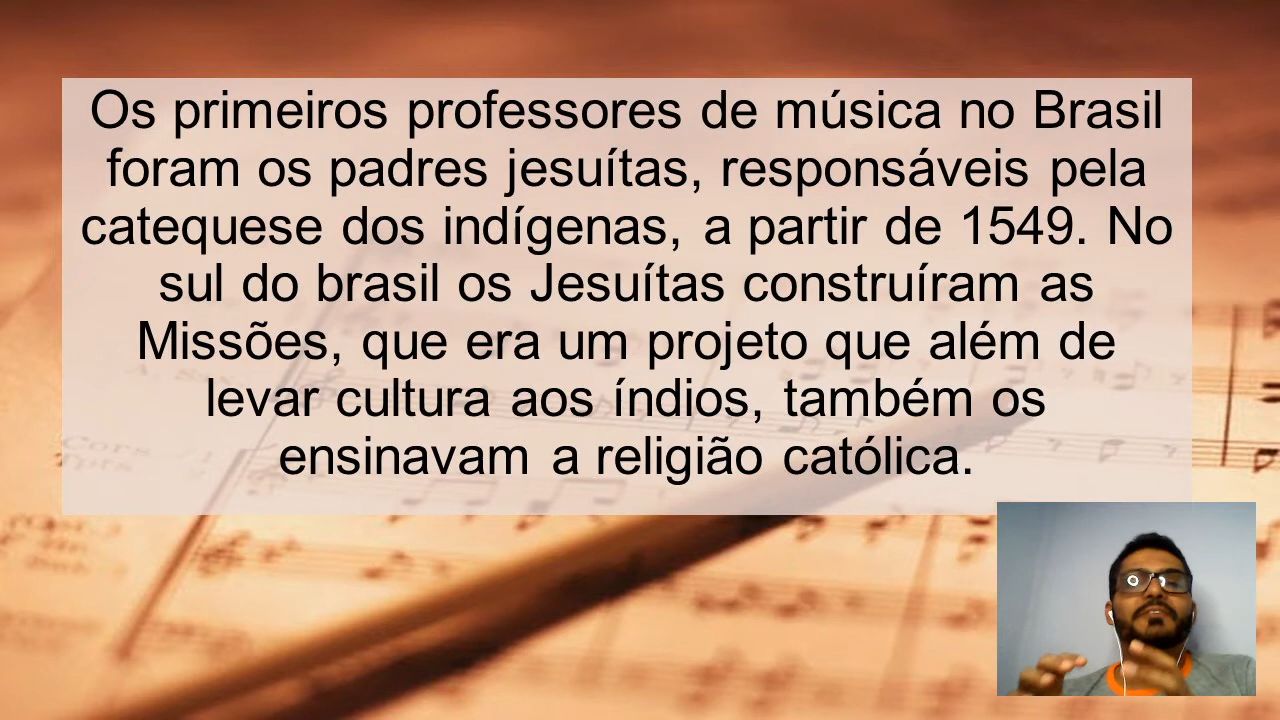 Os primeiros professores de música no Brasil
foram os padres jesuítas, responsáveis pela
catequese dos indígenas, a partir de 1549. No
sul do brasil os Jesuítas construíram as
Missões, que era um projeto que além de
levar cultura aos índios, também os
ensinavam a religião católica.
Cors